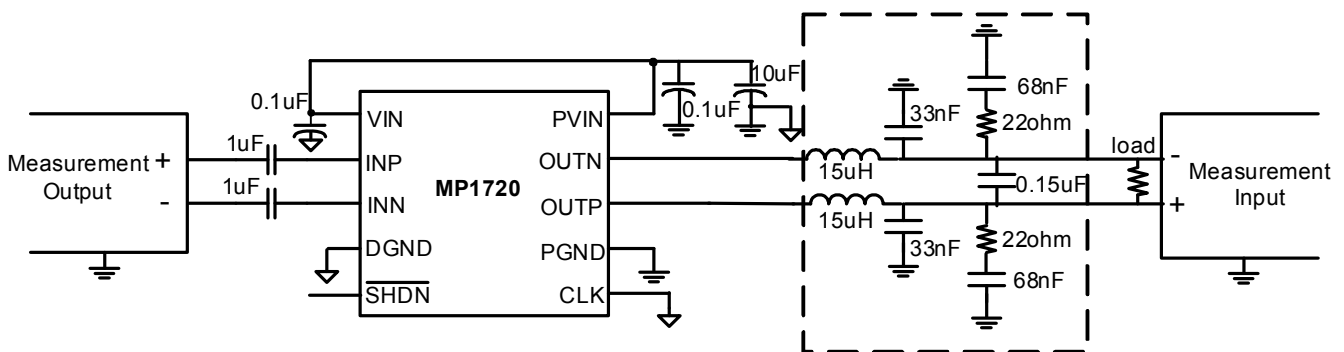 10uF
68nF
0.1uF
0.1uF
33nF
22ohm
VIN
PVIN
Measurement
Output
+
-
1uF
INP
OUTN
15uH
load
-
+
Measurement
Input
MP1720
0.15uF
1uF
INN
OUTP
15uH
33nF
22ohm
DGND
PGND
68nF
SHDN
CLK